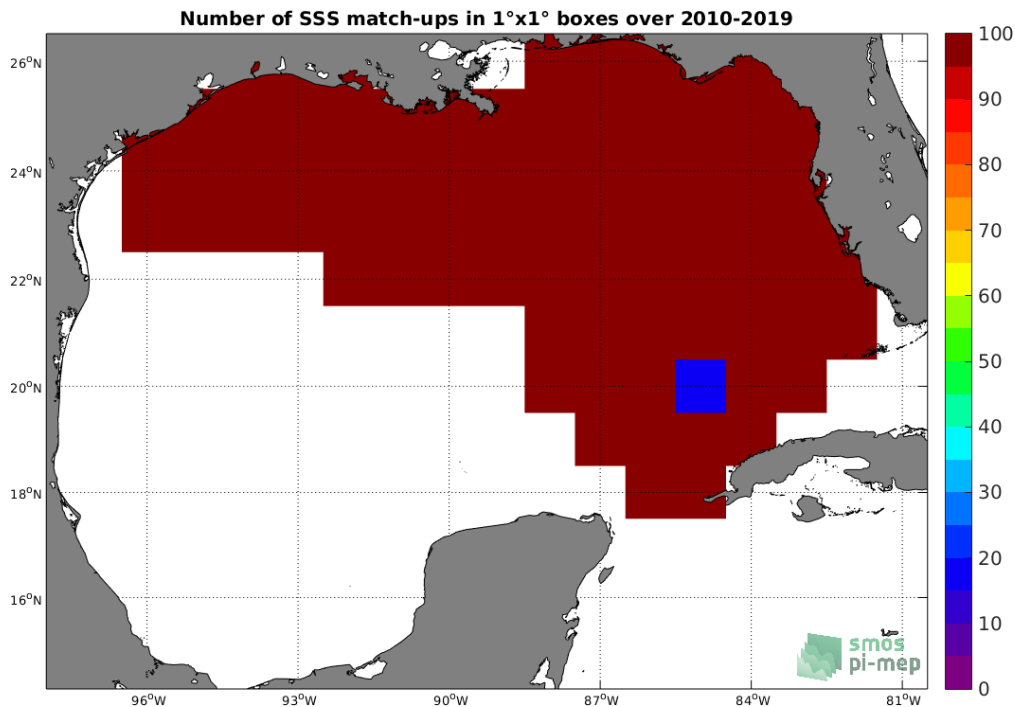 Number of SSS match-ups in 1°x1° boxes over 2010-2019
26°N
24°N
22°N
20°N
18°N
16°N
96°W
93°W
90°W
87°W
84°W
81°W
100
90
80
70
60
50
40
30
20
10
0
smos
pi-mep